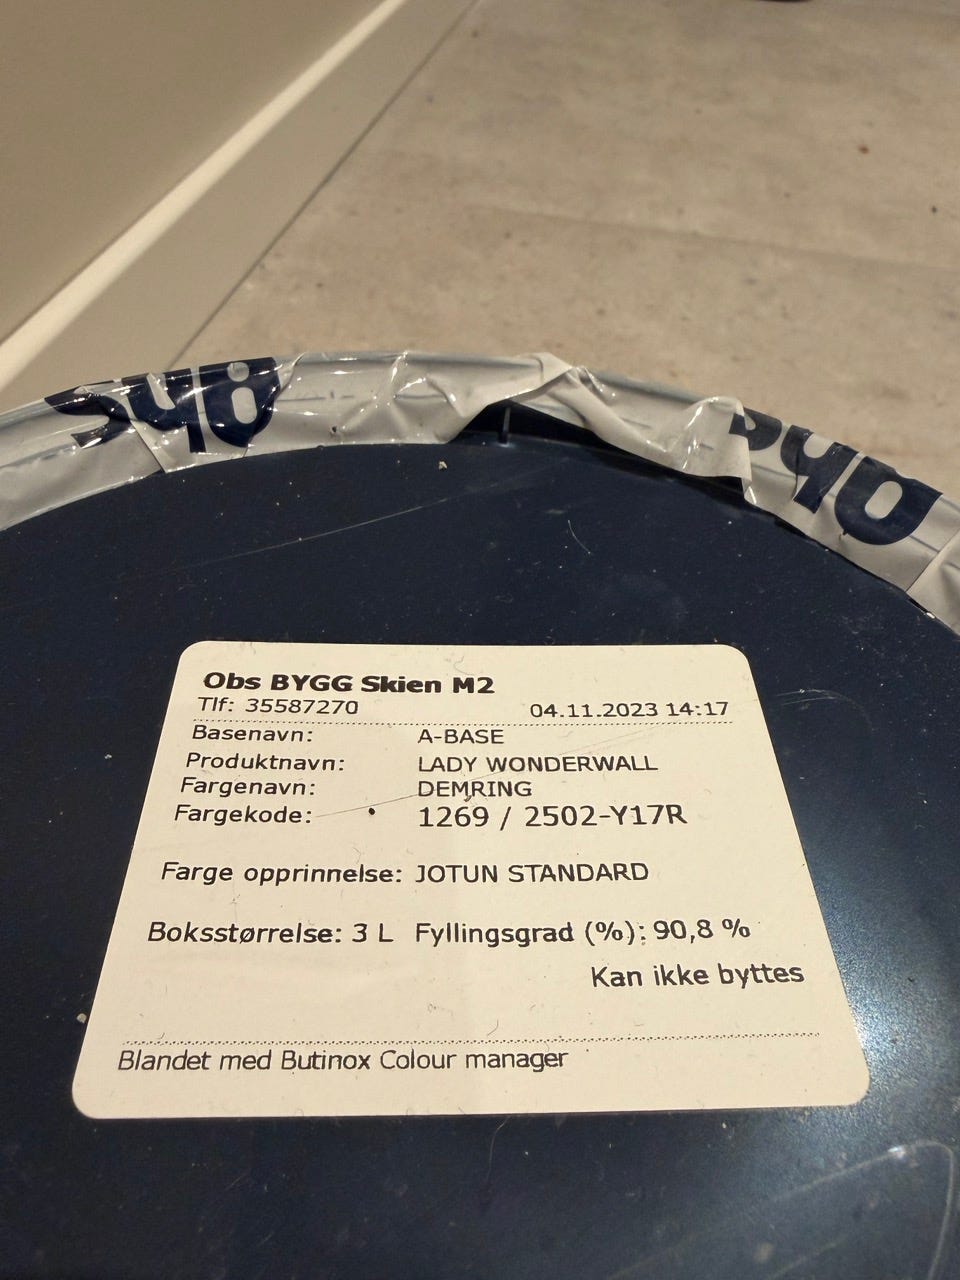 obs
obs
Obs BYGG Skien M2
Tlf: 35587270 04.11.2023 14:17
Basenavn: A-BASE
Produktnavn: LADY WONDERWALL
Fargenavn: DEMRING
Fargekode: 1269 / 2502-Y17R
Farge opprinnelse: JOTUN STANDARD
Boksstørrelse: 3 L Fyllingsgrad (%): 90,8 %
Kan ikke byttes
Blandet med Butinox Colour manager